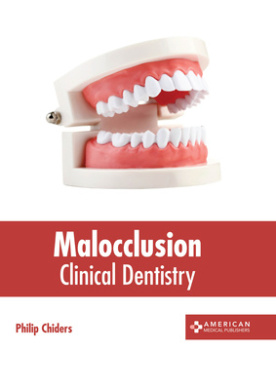 Malocclusion
Clinical Dentistry
Philip Chiders
AMERICAN
MEDICAL PUBLISHERS